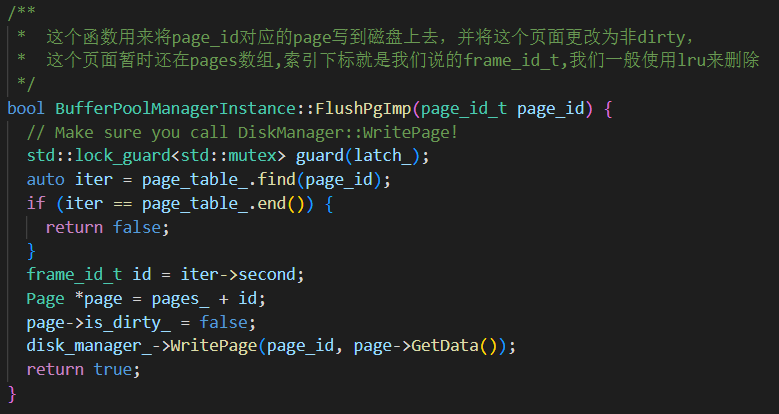 /**
 *  这个函数用来将page_id对应的page写到磁盘上去，并将这个页面更改为非dirty，
 *  这个页面暂时还在pages数组,索引下标就是我们说的frame_id_t,我们一般使用lru来删除
 */
bool BufferPoolManagerInstance::FlushPgImp(page_id_t page_id) {
  // Make sure you call DiskManager::WritePage!
  std::lock_guard<std::mutex> guard(latch_);
  auto iter = page_table_.find(page_id);
  if (iter == page_table_.end()) {
    return false;
  }
  frame_id_t id = iter->second;
  Page *page = pages_ + id;
  page->is_dirty_ = false;
  disk_manager_->WritePage(page_id, page->GetData());
  return true;
}